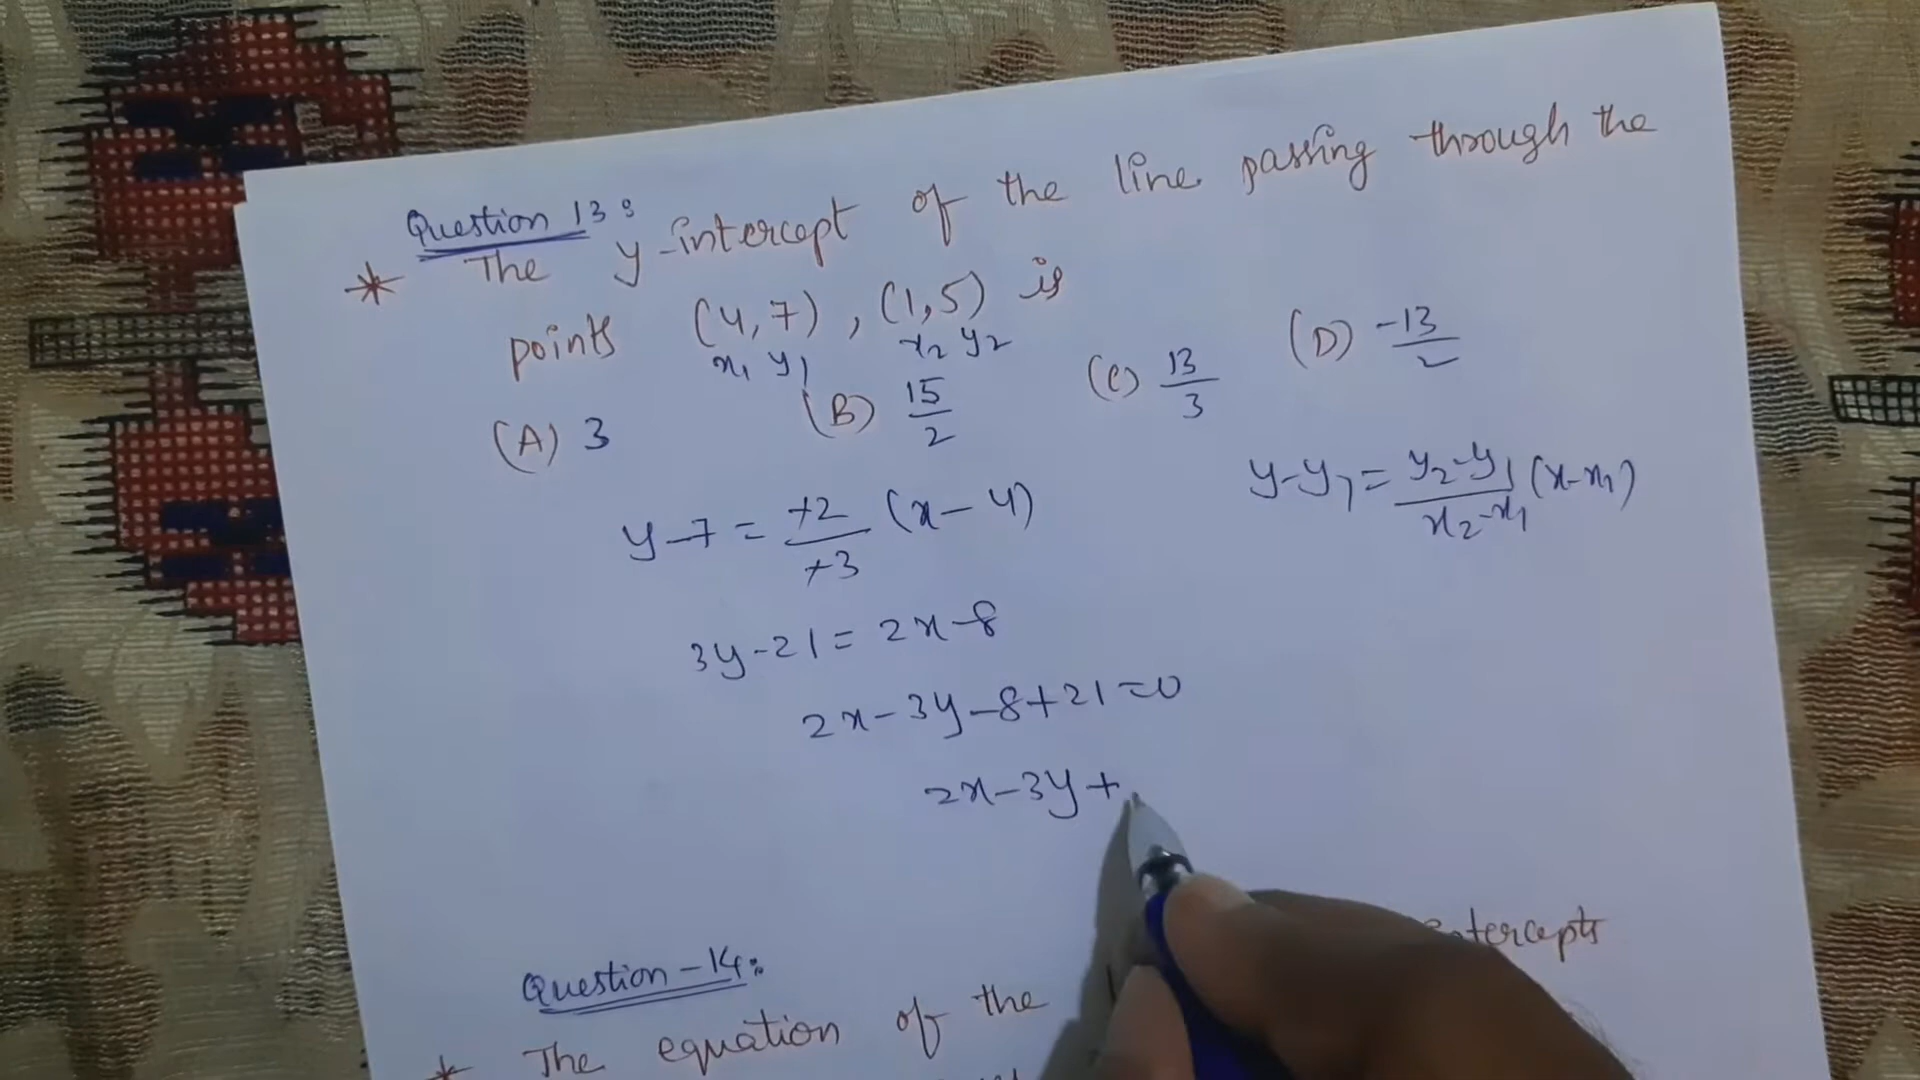 Question 13:
* The y-intercept of the line passing through the
points (4,7), (1,5) is
x₁ y₁ x₂ y₂
(A) 3 (B) 15/2 (C) 13/3 (D) -13/2
y-y₁ = y₂-y₁/x₂-x₁ (x-x₁)
y-7 = +2/+3 (x-4)
3y-21 = 2x-8
2x-3y-8+21=0
2x-3y+
Question-14:
* The equation of the intercepts